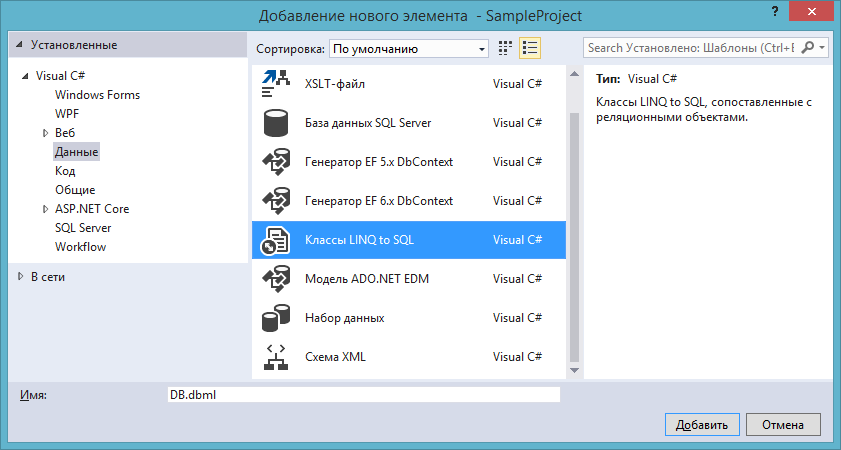 Добавление нового элемента - SampleProject
?
Установленные
Visual C#
Windows Forms
WPF
Веб
Данные
Код
Общие
ASP.NET Core
SQL Server
Workflow
В сети
Сортировка: По умолчанию
XSLT-файл Visual C#
База данных SQL Server Visual C#
Генератор EF 5.x DbContext Visual C#
Генератор EF 6.x DbContext Visual C#
Классы LINQ to SQL Visual C#
Модель ADO.NET EDM Visual C#
Набор данных Visual C#
Схема XML Visual C#
Search Установлено: Шаблоны (Ctrl+E
Тип: Visual C#
Классы LINQ to SQL, сопоставленные с
реляционными объектами.
Имя: DB.dbml
Добавить Отмена